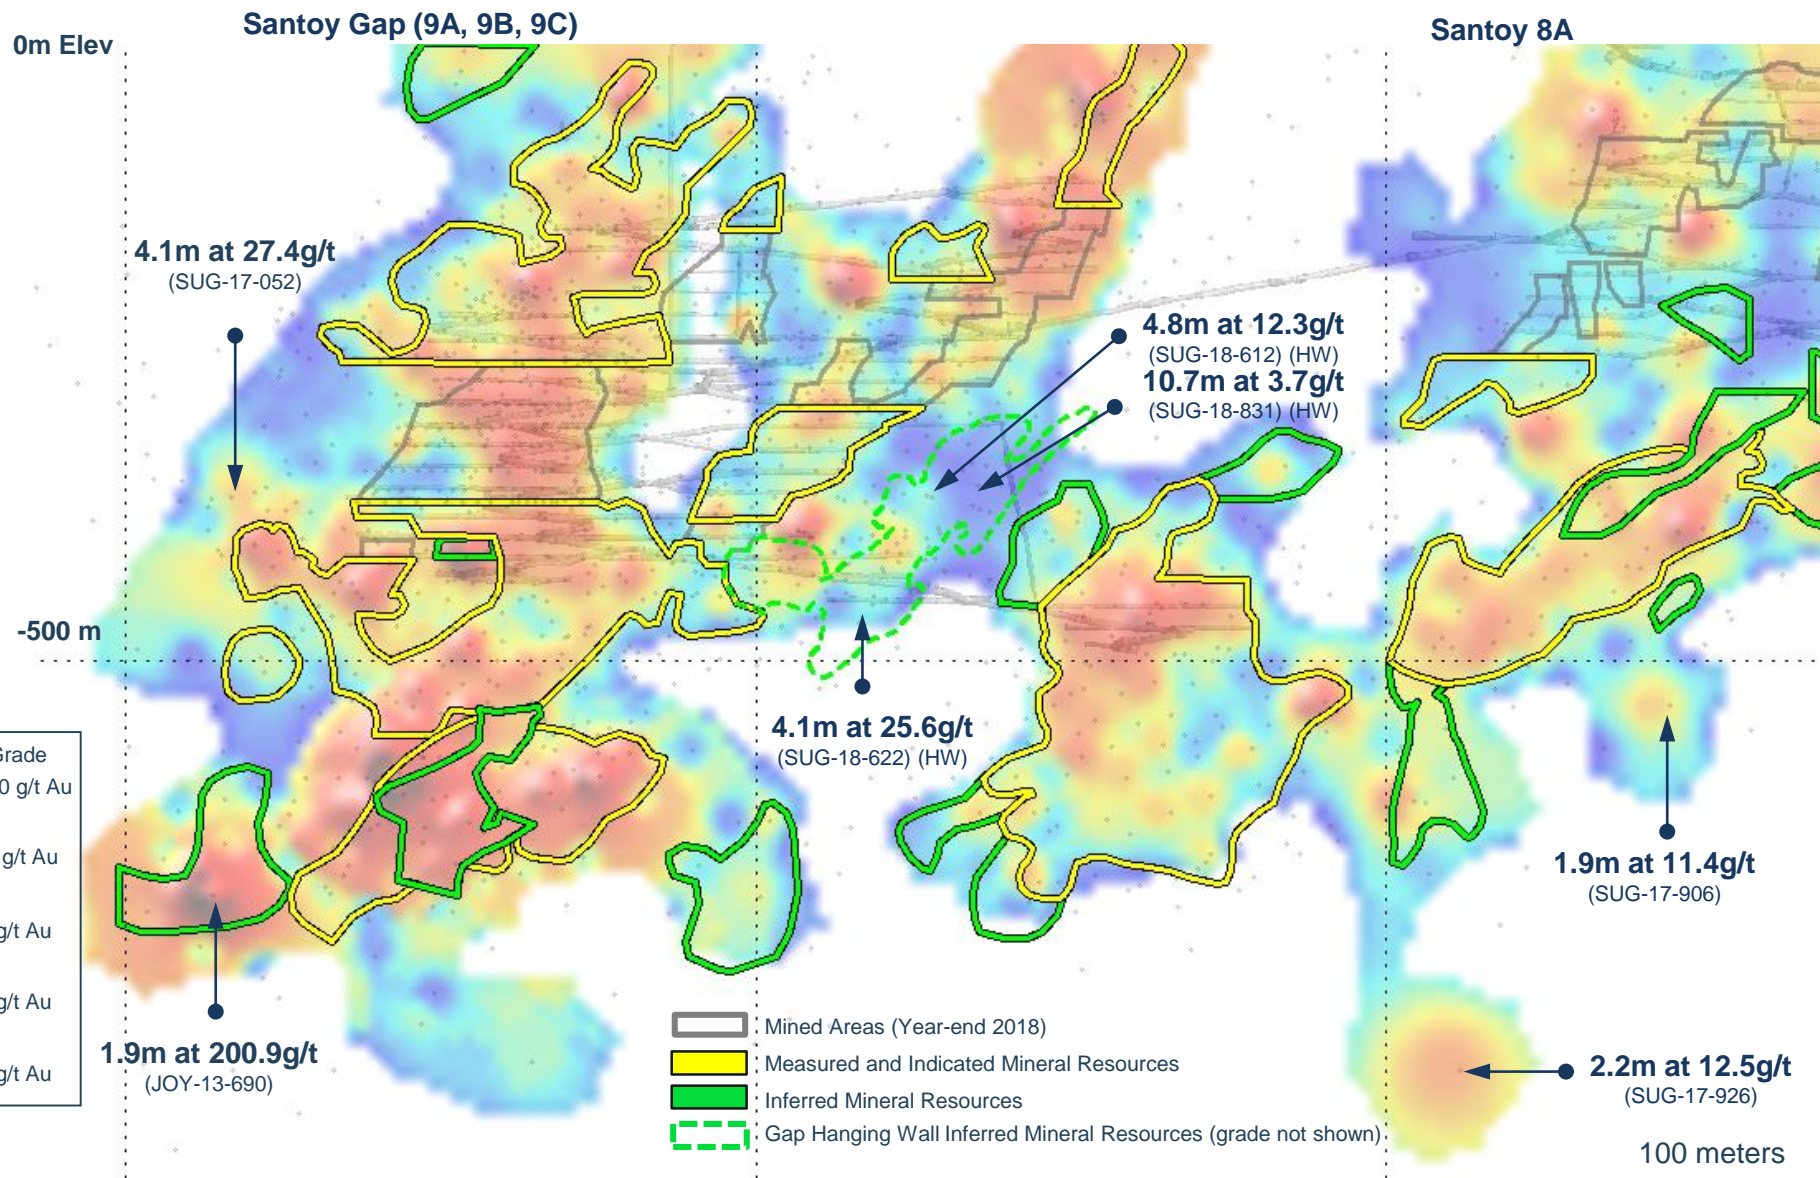 Santoy Gap (9A, 9B, 9C)
Santoy 8A
0m Elev
4.1m at 27.4g/t
(SUG-17-052)
4.8m at 12.3g/t
(SUG-18-612) (HW)
10.7m at 3.7g/t
(SUG-18-831) (HW)
-500 m
4.1m at 25.6g/t
(SUG-18-622) (HW)
g/t Au
g/t Au
g/t Au
g/t Au
g/t Au
1.9m at 11.4g/t
(SUG-17-906)
1.9m at 200.9g/t
(JOY-13-690)
2.2m at 12.5g/t
(SUG-17-926)
Mined Areas (Year-end 2018)
Measured and Indicated Mineral Resources
Inferred Mineral Resources
Gap Hanging Wall Inferred Mineral Resources (grade not shown)
100 meters